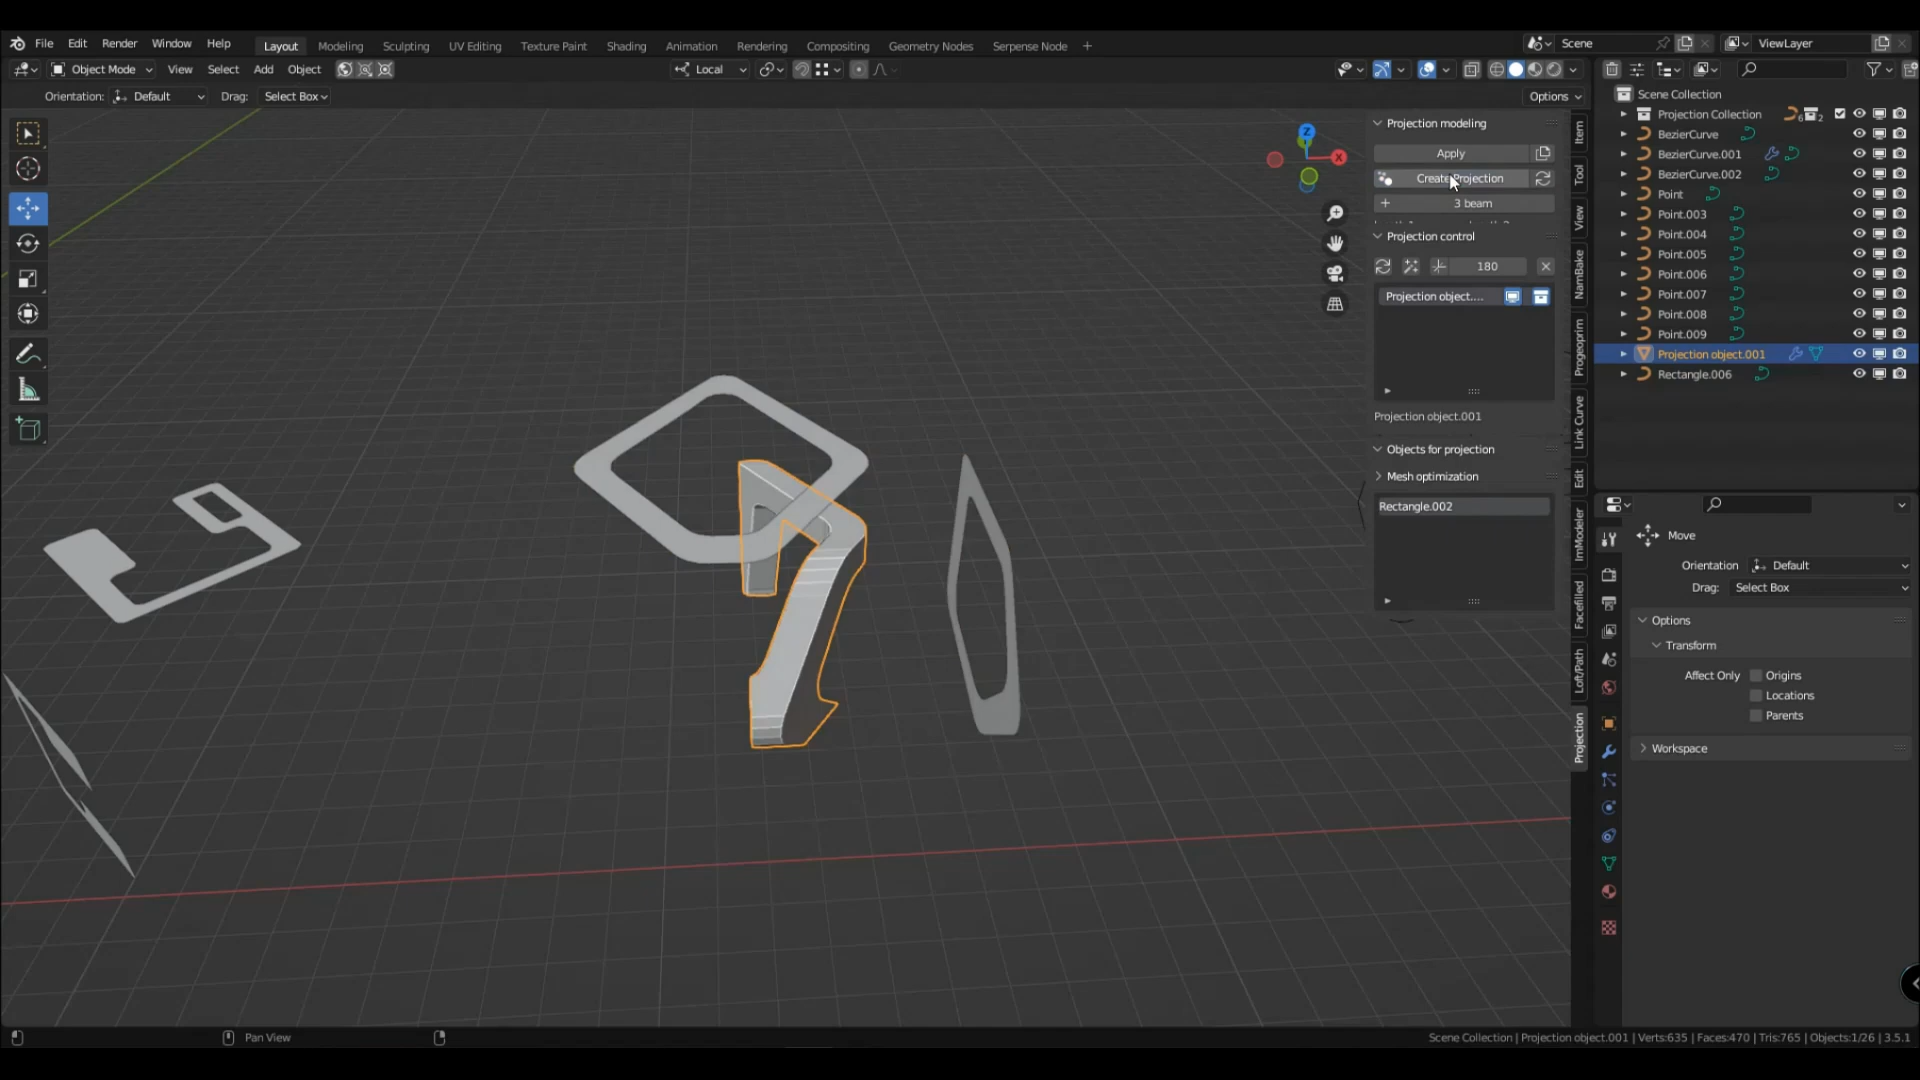 File Edit Render Window Help
Layout Modeling Sculpting UV Editing Texture Paint Shading Animation Rendering Compositing Geometry Nodes Serpense Node +
Scene
ViewLayer
Object Mode View Select Add Object
Local
Orientation: Default Drag: Select Box
Options
Z
X
Projection modeling
Apply
Create Projection
3 beam
Projection control
180
Projection object....
Projection object.001
Objects for projection
Mesh optimization
Rectangle.002
Item
Tool
View
NamBake
Progeoprim
Link Curve
Edit
ImModeler
Facefilled
Loft/Path
Projection
Scene Collection
Projection Collection 6 2
BezierCurve
BezierCurve.001
BezierCurve.002
Point
Point.003
Point.004
Point.005
Point.006
Point.007
Point.008
Point.009
Projection object.001
Rectangle.006
Move
Orientation Default
Drag: Select Box
Options
Transform
Affect Only Origins
Locations
Parents
Workspace
Pan View
Scene Collection | Projection object.001 | Verts:635 | Faces:470 | Tris:765 | Objects:1/26 | 3.5.1